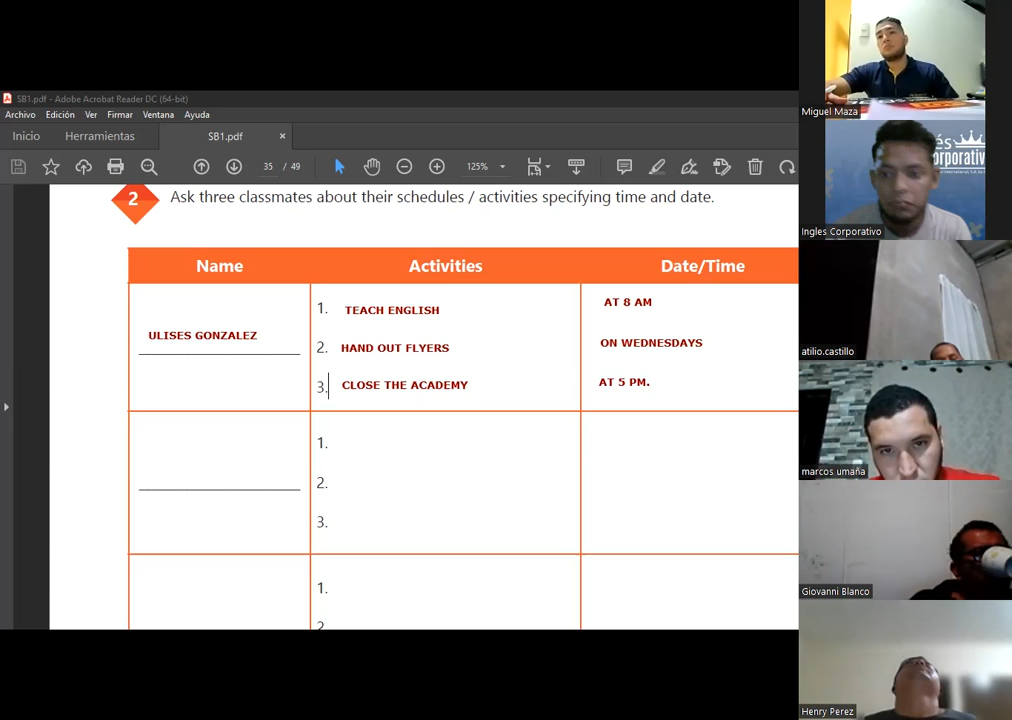 SB1.pdf - Adobe Acrobat Reader DC (64-bit)
Archivo Edición Ver Firmar Ventana Ayuda
Inicio Herramientas SB1.pdf ×
35 / 49 125%
2 Ask three classmates about their schedules / activities specifying time and date.
Name Activities Date/Time
ULISES GONZALEZ
1. TEACH ENGLISH AT 8 AM
2. HAND OUT FLYERS ON WEDNESDAYS
3. CLOSE THE ACADEMY AT 5 PM.
1.
2.
3.
1.
2
Miguel Maza
és
orporativ
Ingles Corporativo
atilio.castillo
marcos umaña
Giovanni Blanco
Henry Perez